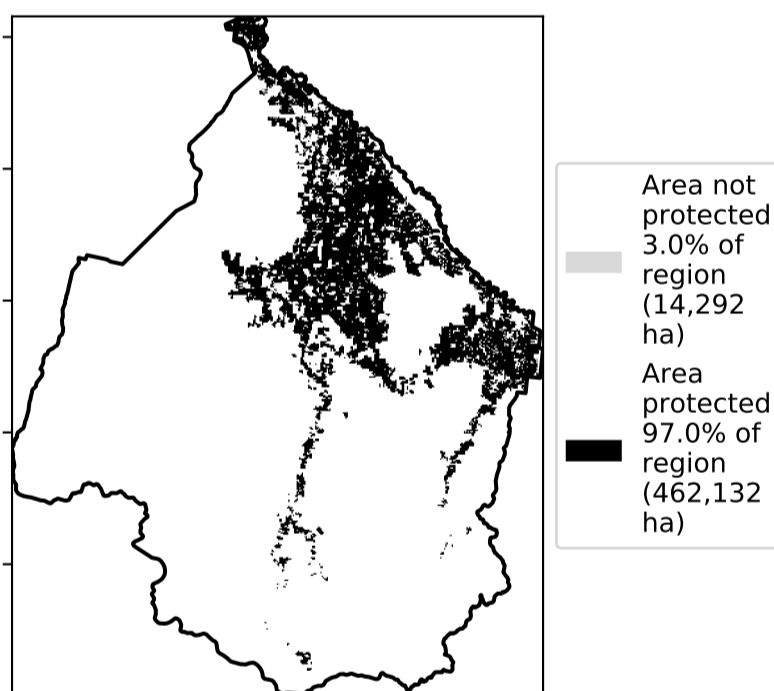 Area not
protected
3.0% of
region
(14,292
ha)
Area
protected
97.0% of
region
(462,132
ha)